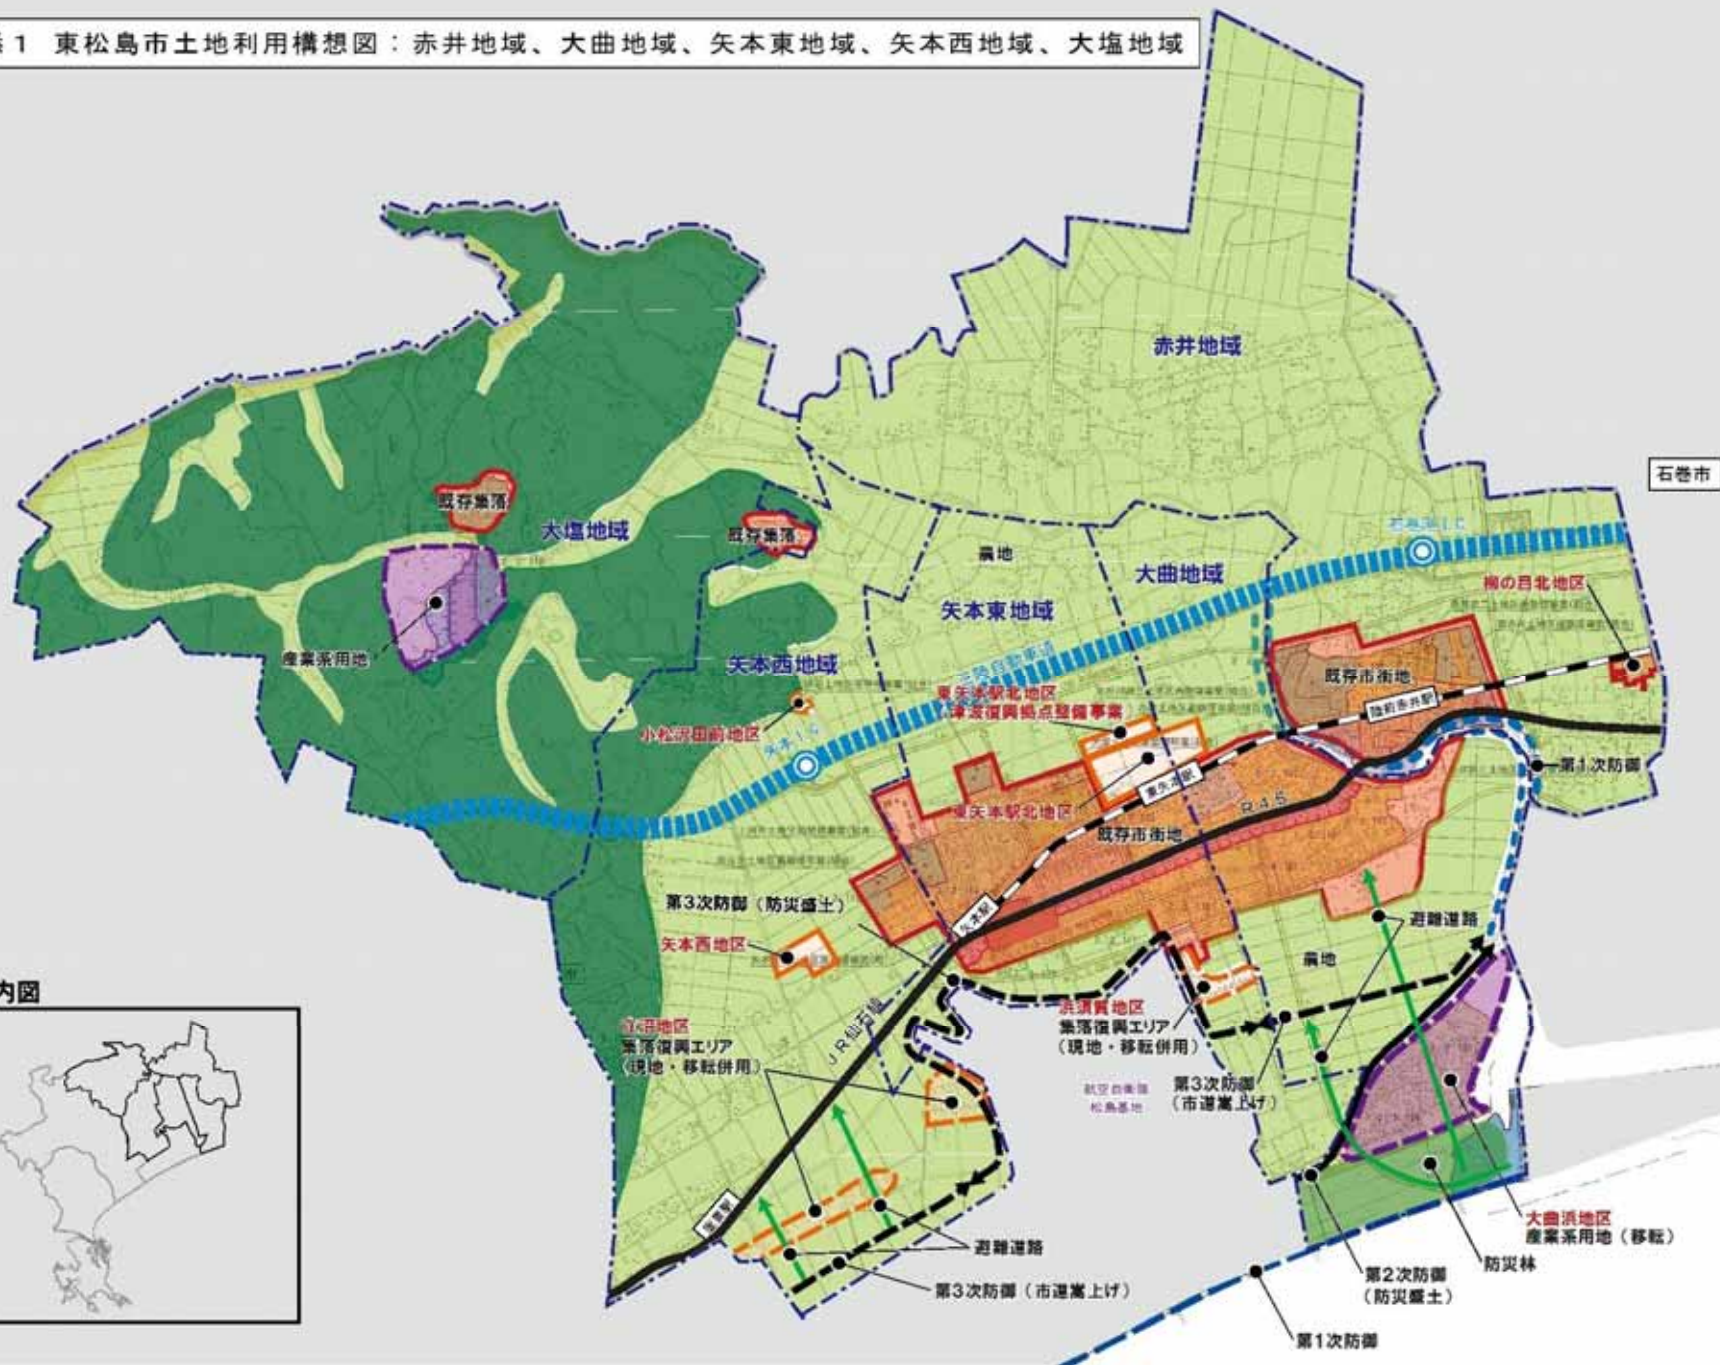 1 東松島市土地利用構想図：赤井地域、大曲地域、矢本東地域、矢本西地域、大塩地域
赤井地域
石巻市
既存集落
大塩地域
既存集落
農地
大曲地域
柳の目北地区
矢本東地域
産業系用地
矢本西地域
三陸自動車道
既存市街地
東矢本駅北地区
津波復興拠点整備事業
陸前赤井駅
小松沢田前地区
矢本IC
第1次防御
東矢本駅
東矢本駅北地区
R45
既存市街地
第3次防御（防災盛土）
矢本駅
避難道路
矢本西地区
農地
内図
立沼地区
集落復興エリア
（現地・移転併用）
JR仙石線
浜須賀地区
集落復興エリア
（現地・移転併用）
航空自衛隊
松島基地
第3次防御
（市道嵩上げ）
避難道路
第3次防御（市道嵩上げ）
大曲浜地区
産業系用地（移転）
防災林
第2次防御
（防災盛土）
第1次防御